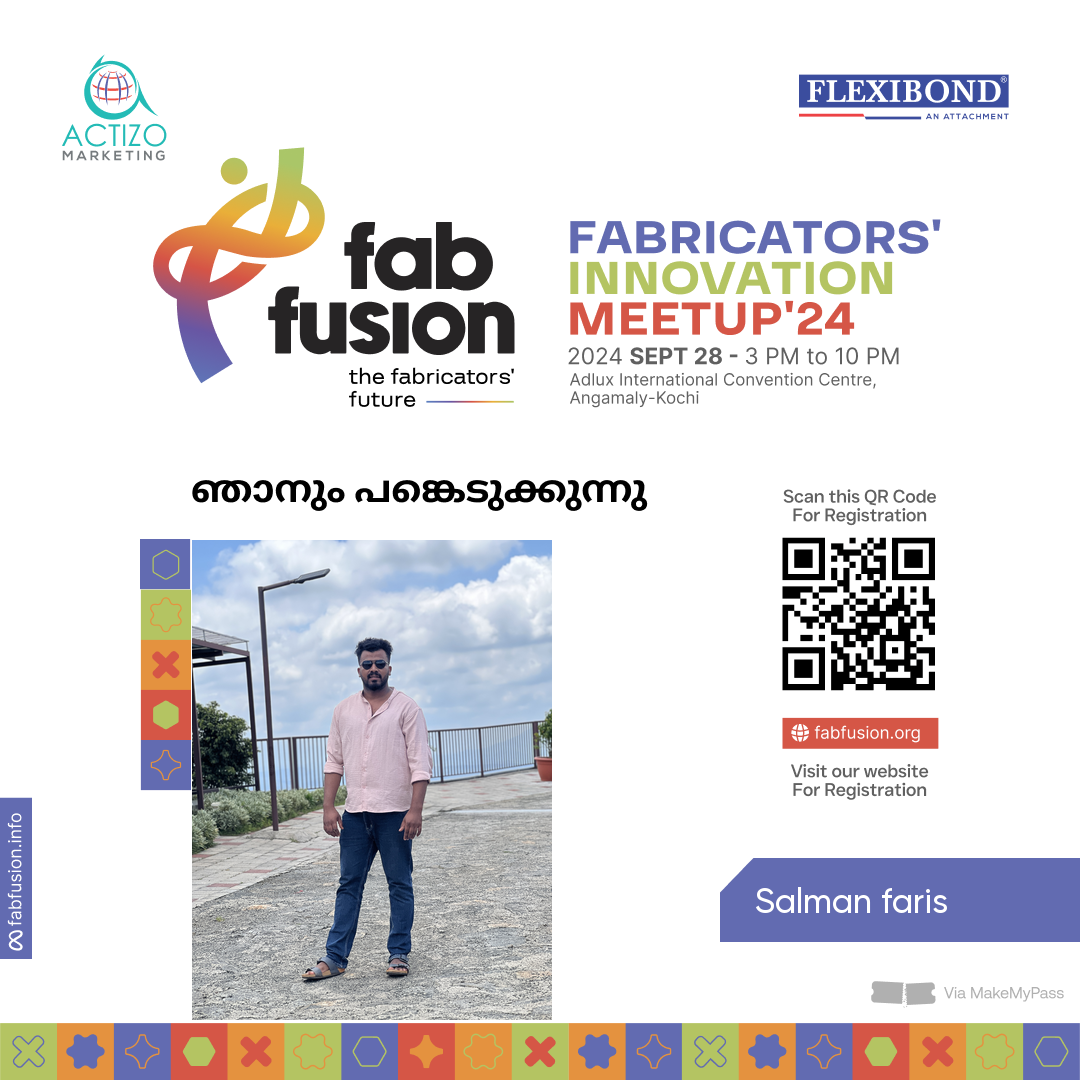 ACTIZO
MARKETING
FLEXIBOND®
AN ATTACHMENT
fab
fusion
the fabricators'
future
FABRICATORS'
INNOVATION
MEETUP'24
2024 SEPT 28 - 3 PM to 10 PM
Adlux International Convention Centre,
Angamaly-Kochi
ഞാനും പങ്കെടുക്കുന്നു
Scan this QR Code
For Registration
fabfusion.org
Visit our website
For Registration
fabfusion.info
Salman faris
Via MakeMyPass